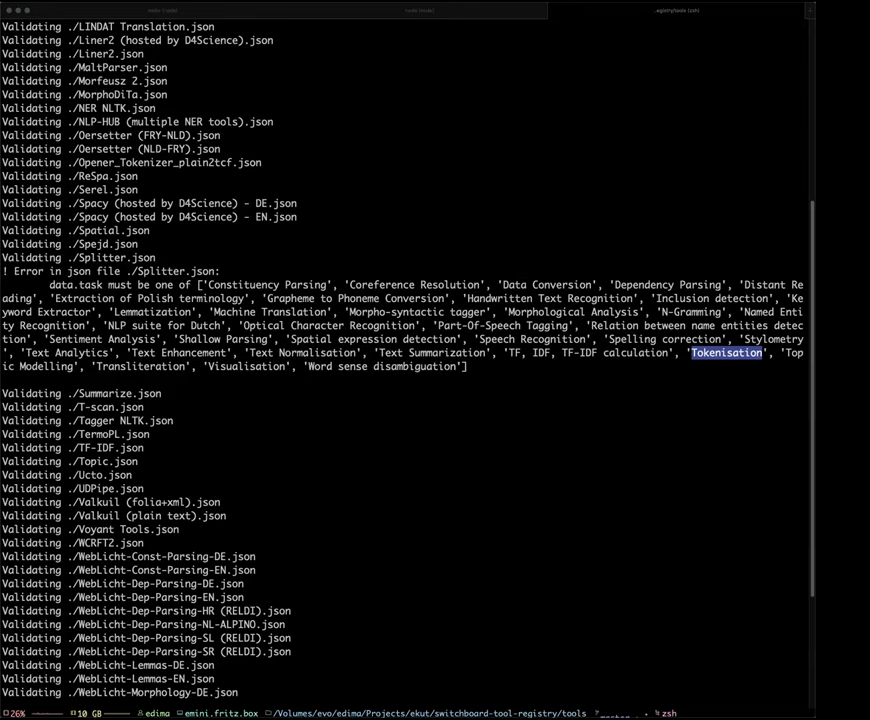 Validating ./LINDAT Translation.json
Validating ./Liner2 (hosted by D4Science).json
Validating ./Liner2.json
Validating ./MaltParser.json
Validating ./Morfeusz 2.json
Validating ./MorphoDiTa.json
Validating ./NER NLTK.json
Validating ./NLP-HUB (multiple NER tools).json
Validating ./Oersetter (FRY-NLD).json
Validating ./Oersetter (NLD-FRY).json
Validating ./Opener_Tokenizer_plain2tcf.json
Validating ./ReSpa.json
Validating ./Serel.json
Validating ./Spacy (hosted by D4Science) - DE.json
Validating ./Spacy (hosted by D4Science) - EN.json
Validating ./Spatial.json
Validating ./Spejd.json
Validating ./Splitter.json
! Error in json file ./Splitter.json:
data.task must be one of ['Constituency Parsing', 'Coreference Resolution', 'Data Conversion', 'Dependency Parsing', 'Distant Re
ading', 'Extraction of Polish terminology', 'Grapheme to Phoneme Conversion', 'Handwritten Text Recognition', 'Inclusion detection', 'Ke
yword Extractor', 'Lemmatization', 'Machine Translation', 'Morpho-syntactic tagger', 'Morphological Analysis', 'N-Gramming', 'Named Enti
ty Recognition', 'NLP suite for Dutch', 'Optical Character Recognition', 'Part-Of-Speech Tagging', 'Relation between name entities detec
tion', 'Sentiment Analysis', 'Shallow Parsing', 'Spatial expression detection', 'Speech Recognition', 'Spelling correction', 'Stylometry
', 'Text Analytics', 'Text Enhancement', 'Text Normalisation', 'Text Summarization', 'TF, IDF, TF-IDF calculation', 'Tokenisation', 'Top
ic Modelling', 'Transliteration', 'Visualisation', 'Word sense disambiguation']
Validating ./Summarize.json
Validating ./T-scan.json
Validating ./Tagger NLTK.json
Validating ./TermoPL.json
Validating ./TF-IDF.json
Validating ./Topic.json
Validating ./Ucto.json
Validating ./UDPipe.json
Validating ./Valkuil (folia+xml).json
Validating ./Valkuil (plain text).json
Validating ./Voyant Tools.json
Validating ./WCRFT2.json
Validating ./WebLicht-Const-Parsing-DE.json
Validating ./WebLicht-Const-Parsing-EN.json
Validating ./WebLicht-Dep-Parsing-DE.json
Validating ./WebLicht-Dep-Parsing-EN.json
Validating ./WebLicht-Dep-Parsing-HR (RELDI).json
Validating ./WebLicht-Dep-Parsing-NL-ALPINO.json
Validating ./WebLicht-Dep-Parsing-SL (RELDI).json
Validating ./WebLicht-Dep-Parsing-SR (RELDI).json
Validating ./WebLicht-Lemmas-DE.json
Validating ./WebLicht-Lemmas-EN.json
Validating ./WebLicht-Morphology-DE.json
26% 10 GB edima emini.fritz.box /Volumes/evo/edima/Projects/ekut/switchboard-tool-registry/tools zsh